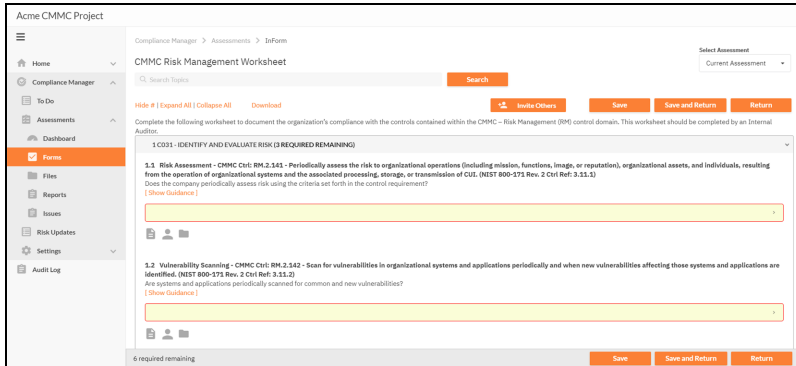 Acme CMMC Project
Compliance Manager > Assessments > InForm
Select Assessment
Home
CMMC Risk Management Worksheet
Current Assessment
Compliance Manager
Search Topics
Search
To Do
Hide # | Expand All | Collapse All
Download
Invite Others
Save
Save and Return
Return
Assessments
Complete the following worksheet to document the organization's compliance with the controls contained within the CMMC – Risk Management (RM) control domain. This worksheet should be completed by an Internal
Auditor.
Dashboard
1 C031 - IDENTIFY AND EVALUATE RISK (3 REQUIRED REMAINING)
Forms
1.1 Risk Assessment - CMMC Ctrl: RM.2.141 - Periodically assess the risk to organizational operations (including mission, functions, image, or reputation), organizational assets, and individuals, resulting
from the operation of organizational systems and the associated processing, storage, or transmission of CUI. (NIST 800-171 Rev. 2 Ctrl Ref: 3.11.1)
Does the company periodically assess risk using the criteria set forth in the control requirement?
[ Show Guidance ]
Files
Reports
Issues
Risk Updates
Settings
Audit Log
1.2 Vulnerability Scanning - CMMC Ctrl: RM.2.142 - Scan for vulnerabilities in organizational systems and applications periodically and when new vulnerabilities affecting those systems and applications are
identified. (NIST 800-171 Rev. 2 Ctrl Ref: 3.11.2)
Are systems and applications periodically scanned for common and new vulnerabilities?
[ Show Guidance ]
6 required remaining
Save
Save and Return
Return